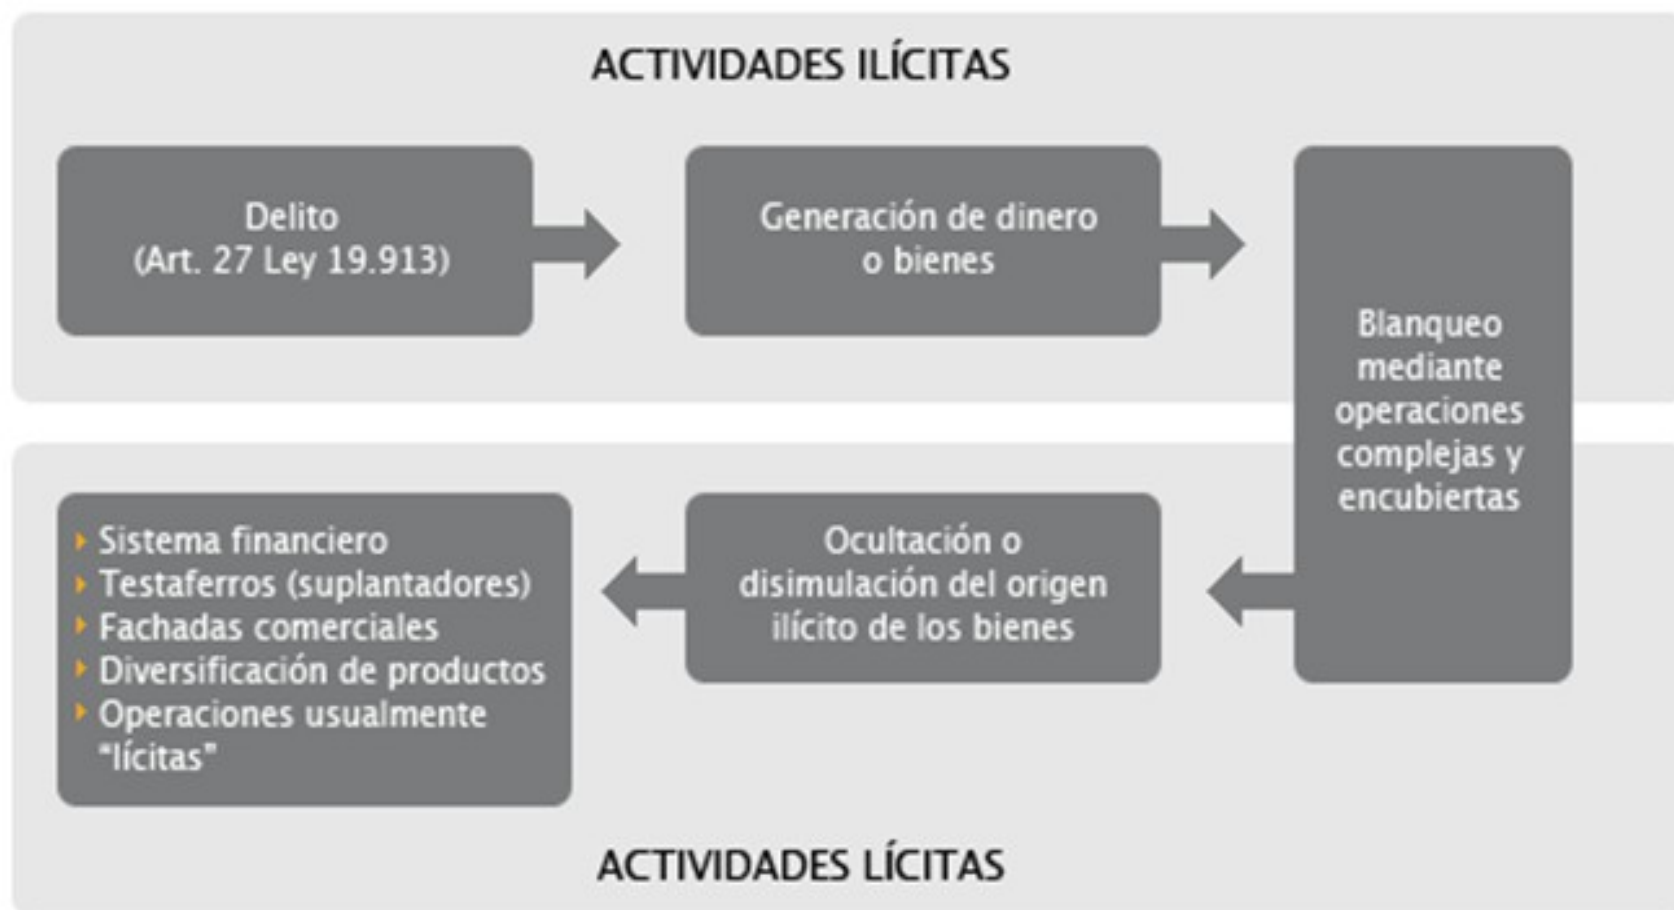 ACTIVIDADES ILÍCITAS
Delito
(Art. 27 Ley 19.913)
Generación de dinero
o bienes
Blanqueo
mediante
operaciones
complejas y
encubiertas
Ocultación o
disimulación del origen
ilícito de los bienes
Sistema financiero
Testaferros (suplantadores)
Fachadas comerciales
Diversificación de productos
Operaciones usualmente
“lícitas”
ACTIVIDADES LÍCITAS